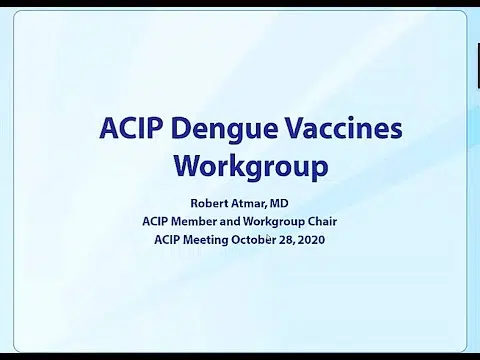 ACIP Dengue Vaccines
Workgroup
Robert Atmar, MD
ACIP Member and Workgroup Chair
ACIP Meeting October 28, 2020